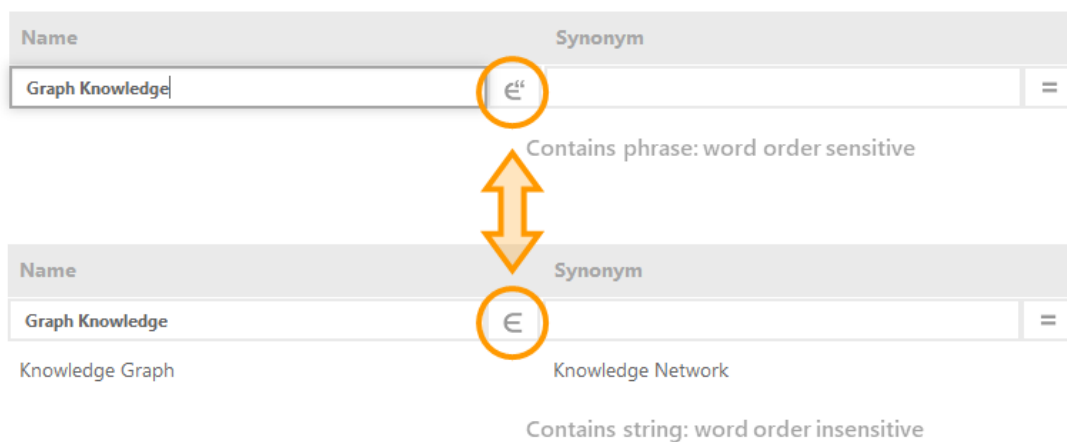 Name Synonym
Graph Knowledge ∈“ =
Contains phrase: word order sensitive
Name Synonym
Graph Knowledge ∈ =
Knowledge Graph Knowledge Network
Contains string: word order insensitive